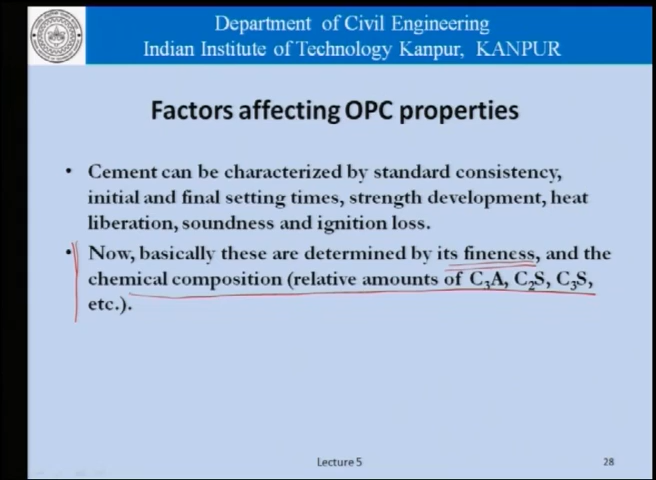 Department of Civil Engineering
Indian Institute of Technology Kanpur, KANPUR
Factors affecting OPC properties
• Cement can be characterized by standard consistency,
initial and final setting times, strength development, heat
liberation, soundness and ignition loss.
• Now, basically these are determined by its fineness, and the
chemical composition (relative amounts of C₃A, C₂S, C₃S,
etc.).
Lecture 5
28